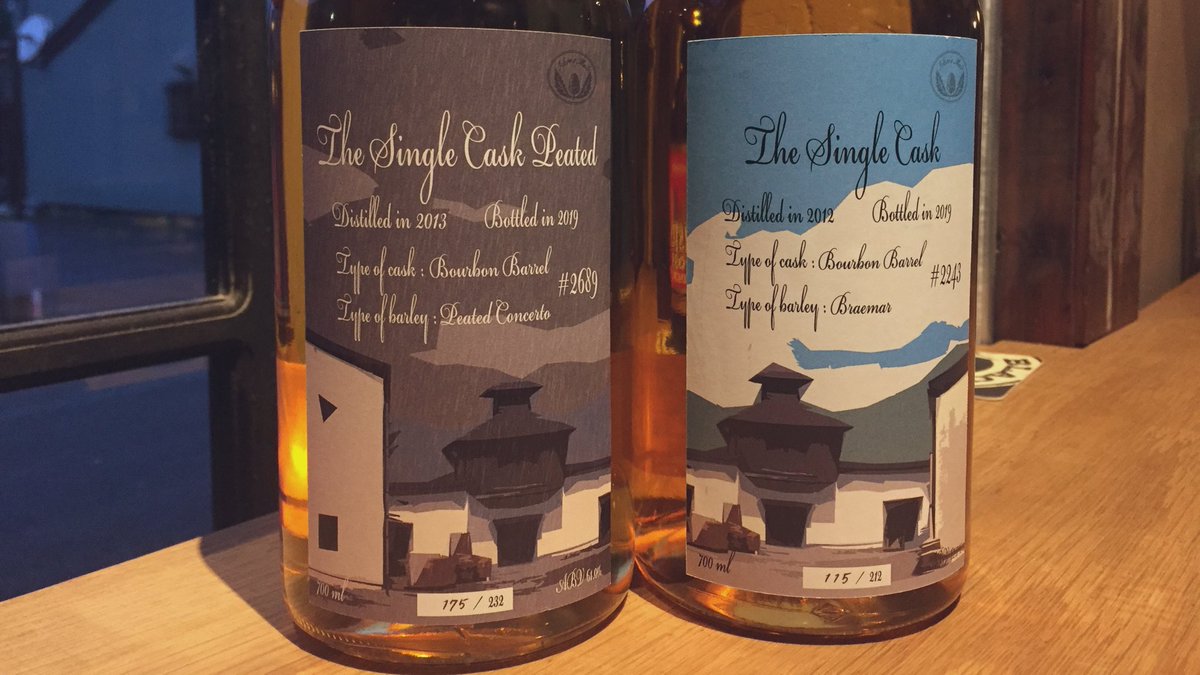 The Single Cask Peated
Distilled in 2013 Bottled in 2019
Type of cask : Bourbon Barrel
#2689
Type of barley : Peated Concerto
700 ml
175 / 232
The Single Cask
Distilled in 2012 Bottled in 2019
Type of cask : Bourbon Barrel
#2243
Type of barley : Braemar
700 ml
115 / 212